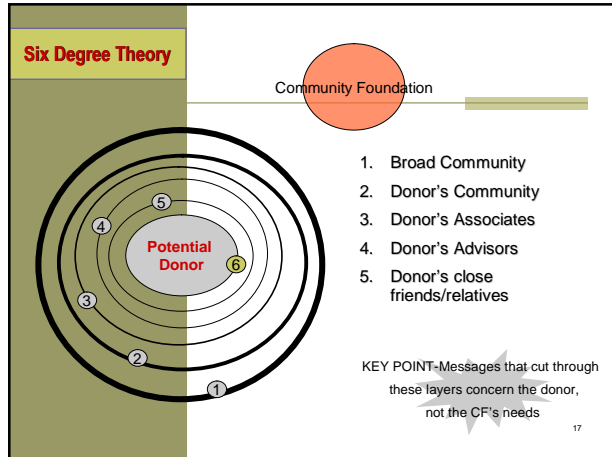 Six Degree Theory
Community Foundation
5
4
Potential
Donor
6
3
2
1
1. Broad Community
2. Donor's Community
3. Donor's Associates
4. Donor's Advisors
5. Donor's close
friends/relatives
KEY POINT-Messages that cut through
these layers concern the donor,
not the CF's needs
17